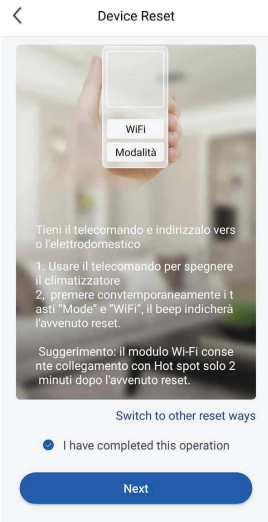 Device Reset
WiFi
Modalità
Tieni il telecomando e indirizzalo vers
o l'elettrodomestico
1. Usare il telecomando per spegnere
il climatizzatore
2, premere convtemporaneamente i t
asti "Mode" e "WiFi", il beep indicherà
l'avvenuto reset.
Suggerimento: il modulo Wi-Fi conse
nte collegamento con Hot spot solo 2
minuti dopo l'avvenuto reset.
Switch to other reset ways
I have completed this operation
Next